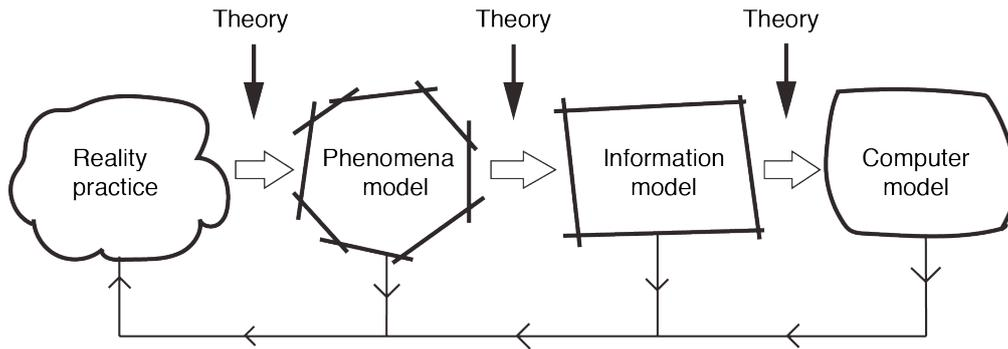 Theory
Theory
Theory
Reality
practice
Phenomena
model
Information
model
Computer
model